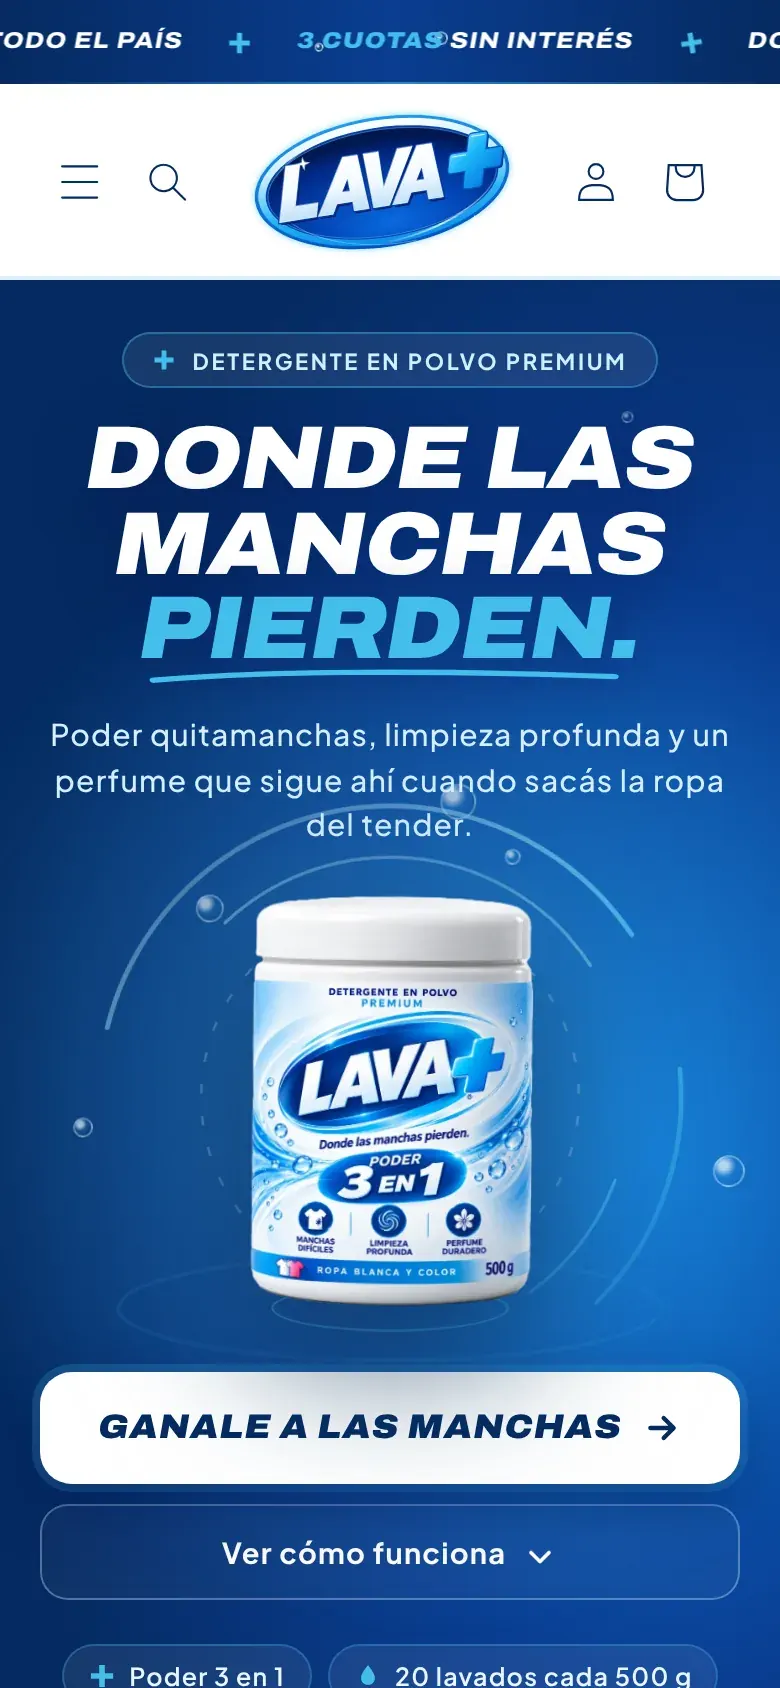 TODO EL PAÍS + 3 CUOTAS SIN INTERÉS + DO
LAVA+
+ DETERGENTE EN POLVO PREMIUM
DONDE LAS
MANCHAS
PIERDEN.
Poder quitamanchas, limpieza profunda y un
perfume que sigue ahí cuando sacás la ropa
del tender.
DETERGENTE EN POLVO
PREMIUM
LAVA+
Donde las manchas pierden.
PODER
3 EN 1
MANCHAS
DIFÍCILES
LIMPIEZA
PROFUNDA
PERFUME
DURADERO
ROPA BLANCA Y COLOR
500 g
GANALE A LAS MANCHAS →
Ver cómo funciona
+ Poder 3 en 1
20 lavados cada 500 g